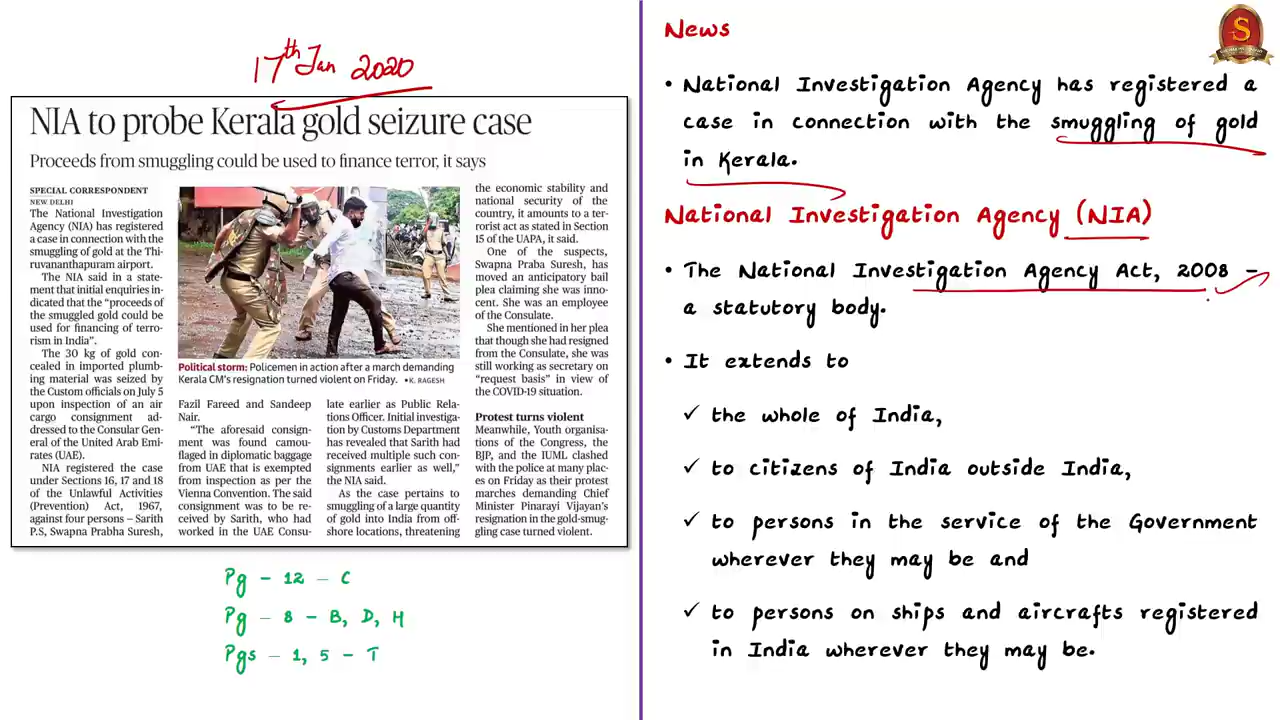 17th Jan 2020
NIA to probe Kerala gold seizure case
Proceeds from smuggling could be used to finance terror, it says
SPECIAL CORRESPONDENT
NEW DELHI
The National Investigation
Agency (NIA) has registered
a case in connection with the
smuggling of gold at the Thi-
ruvananthapuram airport.
The NIA said in a state-
ment that initial enquiries in-
dicated that the “proceeds of
the smuggled gold could be
used for financing of terro-
rism in India”.
The 30 kg of gold con-
cealed in imported plumb-
ing material was seized by
the Custom officials on July 5
upon inspection of an air
cargo consignment ad-
dressed to the Consular Gen-
eral of the United Arab Emi-
rates (UAE).
NIA registered the case
under Sections 16, 17 and 18
of the Unlawful Activities
(Prevention) Act, 1967,
against four persons – Sarith
P.S, Swapna Prabha Suresh,
Political storm: Policemen in action after a march demanding
Kerala CM's resignation turned violent on Friday. •K. RAGESH
Fazil Fareed and Sandeep
Nair.
“The aforesaid consign-
ment was found camou-
flaged in diplomatic baggage
from UAE that is exempted
from inspection as per the
Vienna Convention. The said
consignment was to be re-
ceived by Sarith, who had
worked in the UAE Consu-
late earlier as Public Rela-
tions Officer. Initial investiga-
tion by Customs Department
has revealed that Sarith had
received multiple such con-
signments earlier as well,”
the NIA said.
As the case pertains to
smuggling of a large quantity
of gold into India from off-
shore locations, threatening
the economic stability and
national security of the
country, it amounts to a ter-
rorist act as stated in Section
15 of the UAPA, it said.
One of the suspects,
Swapna Praba Suresh, has
moved an anticipatory bail
plea claiming she was inno-
cent. She was an employee
of the Consulate.
She mentioned in her plea
that though she had resigned
from the Consulate, she was
still working as secretary on
“request basis” in view of
the COVID-19 situation.
Protest turns violent
Meanwhile, Youth organisa-
tions of the Congress, the
BJP, and the IUML clashed
with the police at many plac-
es on Friday as their protest
marches demanding Chief
Minister Pinarayi Vijayan's
resignation in the gold-smug-
gling case turned violent.
Pg - 12 - C
Pg - 8 - B, D, H
Pgs - 1, 5 - T
News
• National Investigation Agency has registered a
case in connection with the smuggling of gold
in Kerala.
National Investigation Agency (NIA)
• The National Investigation Agency Act, 2008 -
a statutory body.
• It extends to
✓ the whole of India,
✓ to citizens of India outside India,
✓ to persons in the service of the Government
wherever they may be and
✓ to persons on ships and aircrafts registered
in India wherever they may be.
S